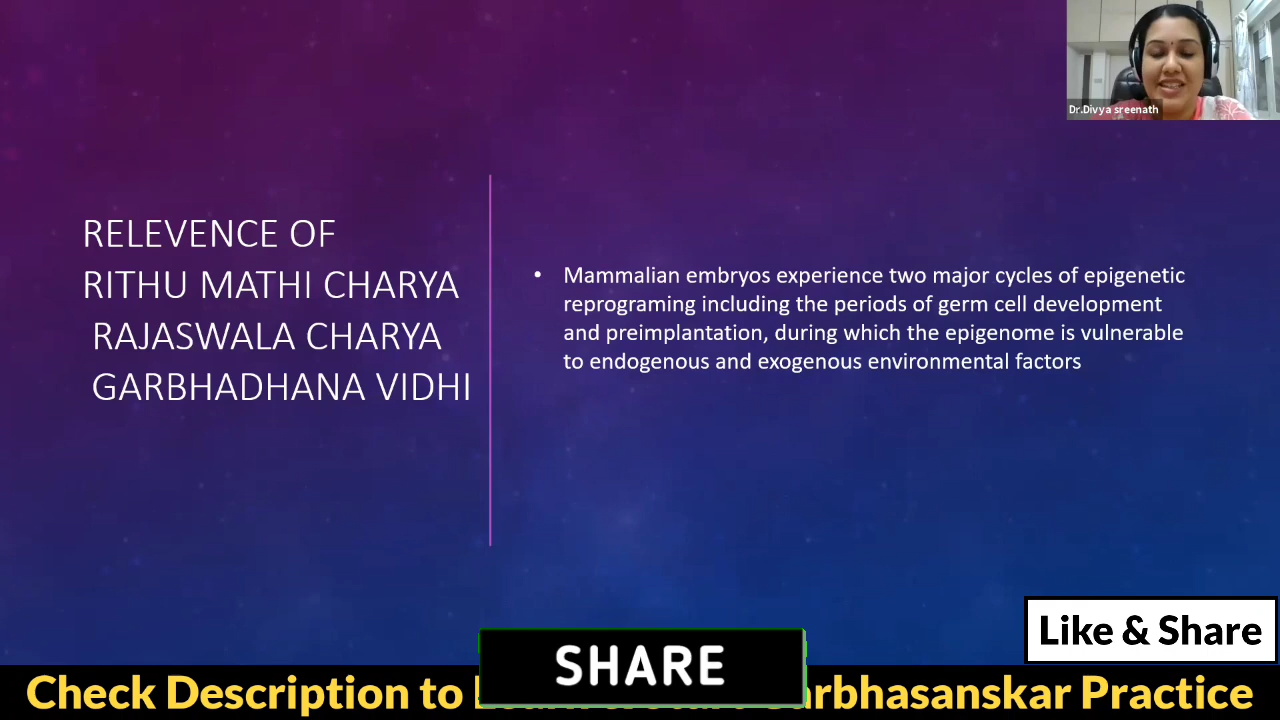 Dr.Divya sreenath
RELEVENCE OF
RITHU MATHI CHARYA
RAJASWALA CHARYA
GARBHADHANA VIDHI
• Mammalian embryos experience two major cycles of epigenetic
reprograming including the periods of germ cell development
and preimplantation, during which the epigenome is vulnerable
to endogenous and exogenous environmental factors
Like & Share
SHARE
Check Description to Garbhasanskar Practice